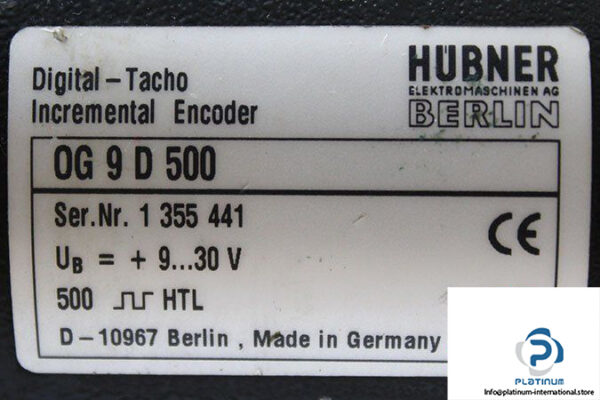 Digital – Tacho
Incremental Encoder
HÜBNER
ELEKTROMASCHINEN AG
BERLIN
OG 9 D 500
Ser.Nr. 1 355 441
U_B = + 9...30 V
500 HTL
CE
D – 10967 Berlin , Made in Germany
PLATINUM
info@platinum-international.store